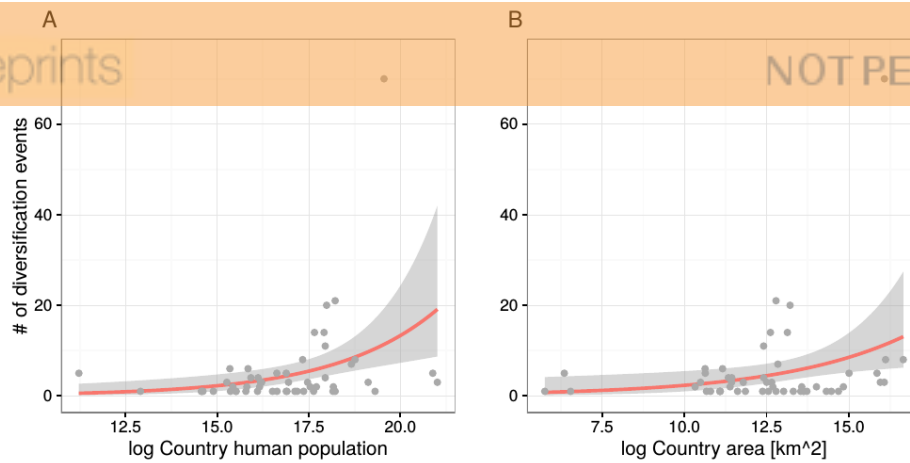 A
B
eprints
NOT PE
60
40
20
0
# of diversification events
12.5 15.0 17.5 20.0
log Country human population
60
40
20
0
7.5 10.0 12.5 15.0
log Country area [km^2]